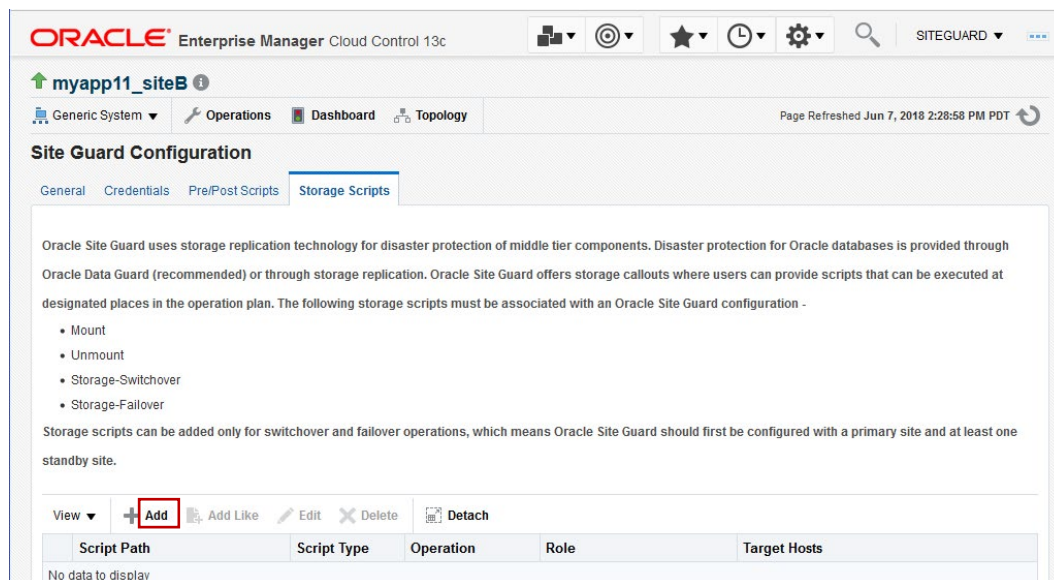 ORACLE® Enterprise Manager Cloud Control 13c
SITEGUARD
myapp11_siteB
Generic System Operations Dashboard Topology
Page Refreshed Jun 7, 2018 2:28:58 PM PDT
Site Guard Configuration
General Credentials Pre/Post Scripts Storage Scripts
Oracle Site Guard uses storage replication technology for disaster protection of middle tier components. Disaster protection for Oracle databases is provided through
Oracle Data Guard (recommended) or through storage replication. Oracle Site Guard offers storage callouts where users can provide scripts that can be executed at
designated places in the operation plan. The following storage scripts must be associated with an Oracle Site Guard configuration -
• Mount
• Unmount
• Storage-Switchover
• Storage-Failover
Storage scripts can be added only for switchover and failover operations, which means Oracle Site Guard should first be configured with a primary site and at least one
standby site.
View Add Add Like Edit Delete Detach
Script Path Script Type Operation Role Target Hosts
No data to display